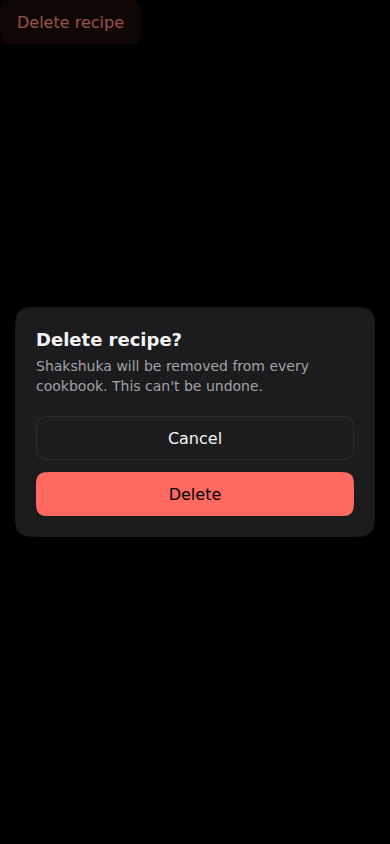 Delete recipe
Delete recipe?
Shakshuka will be removed from every
cookbook. This can't be undone.
Cancel
Delete